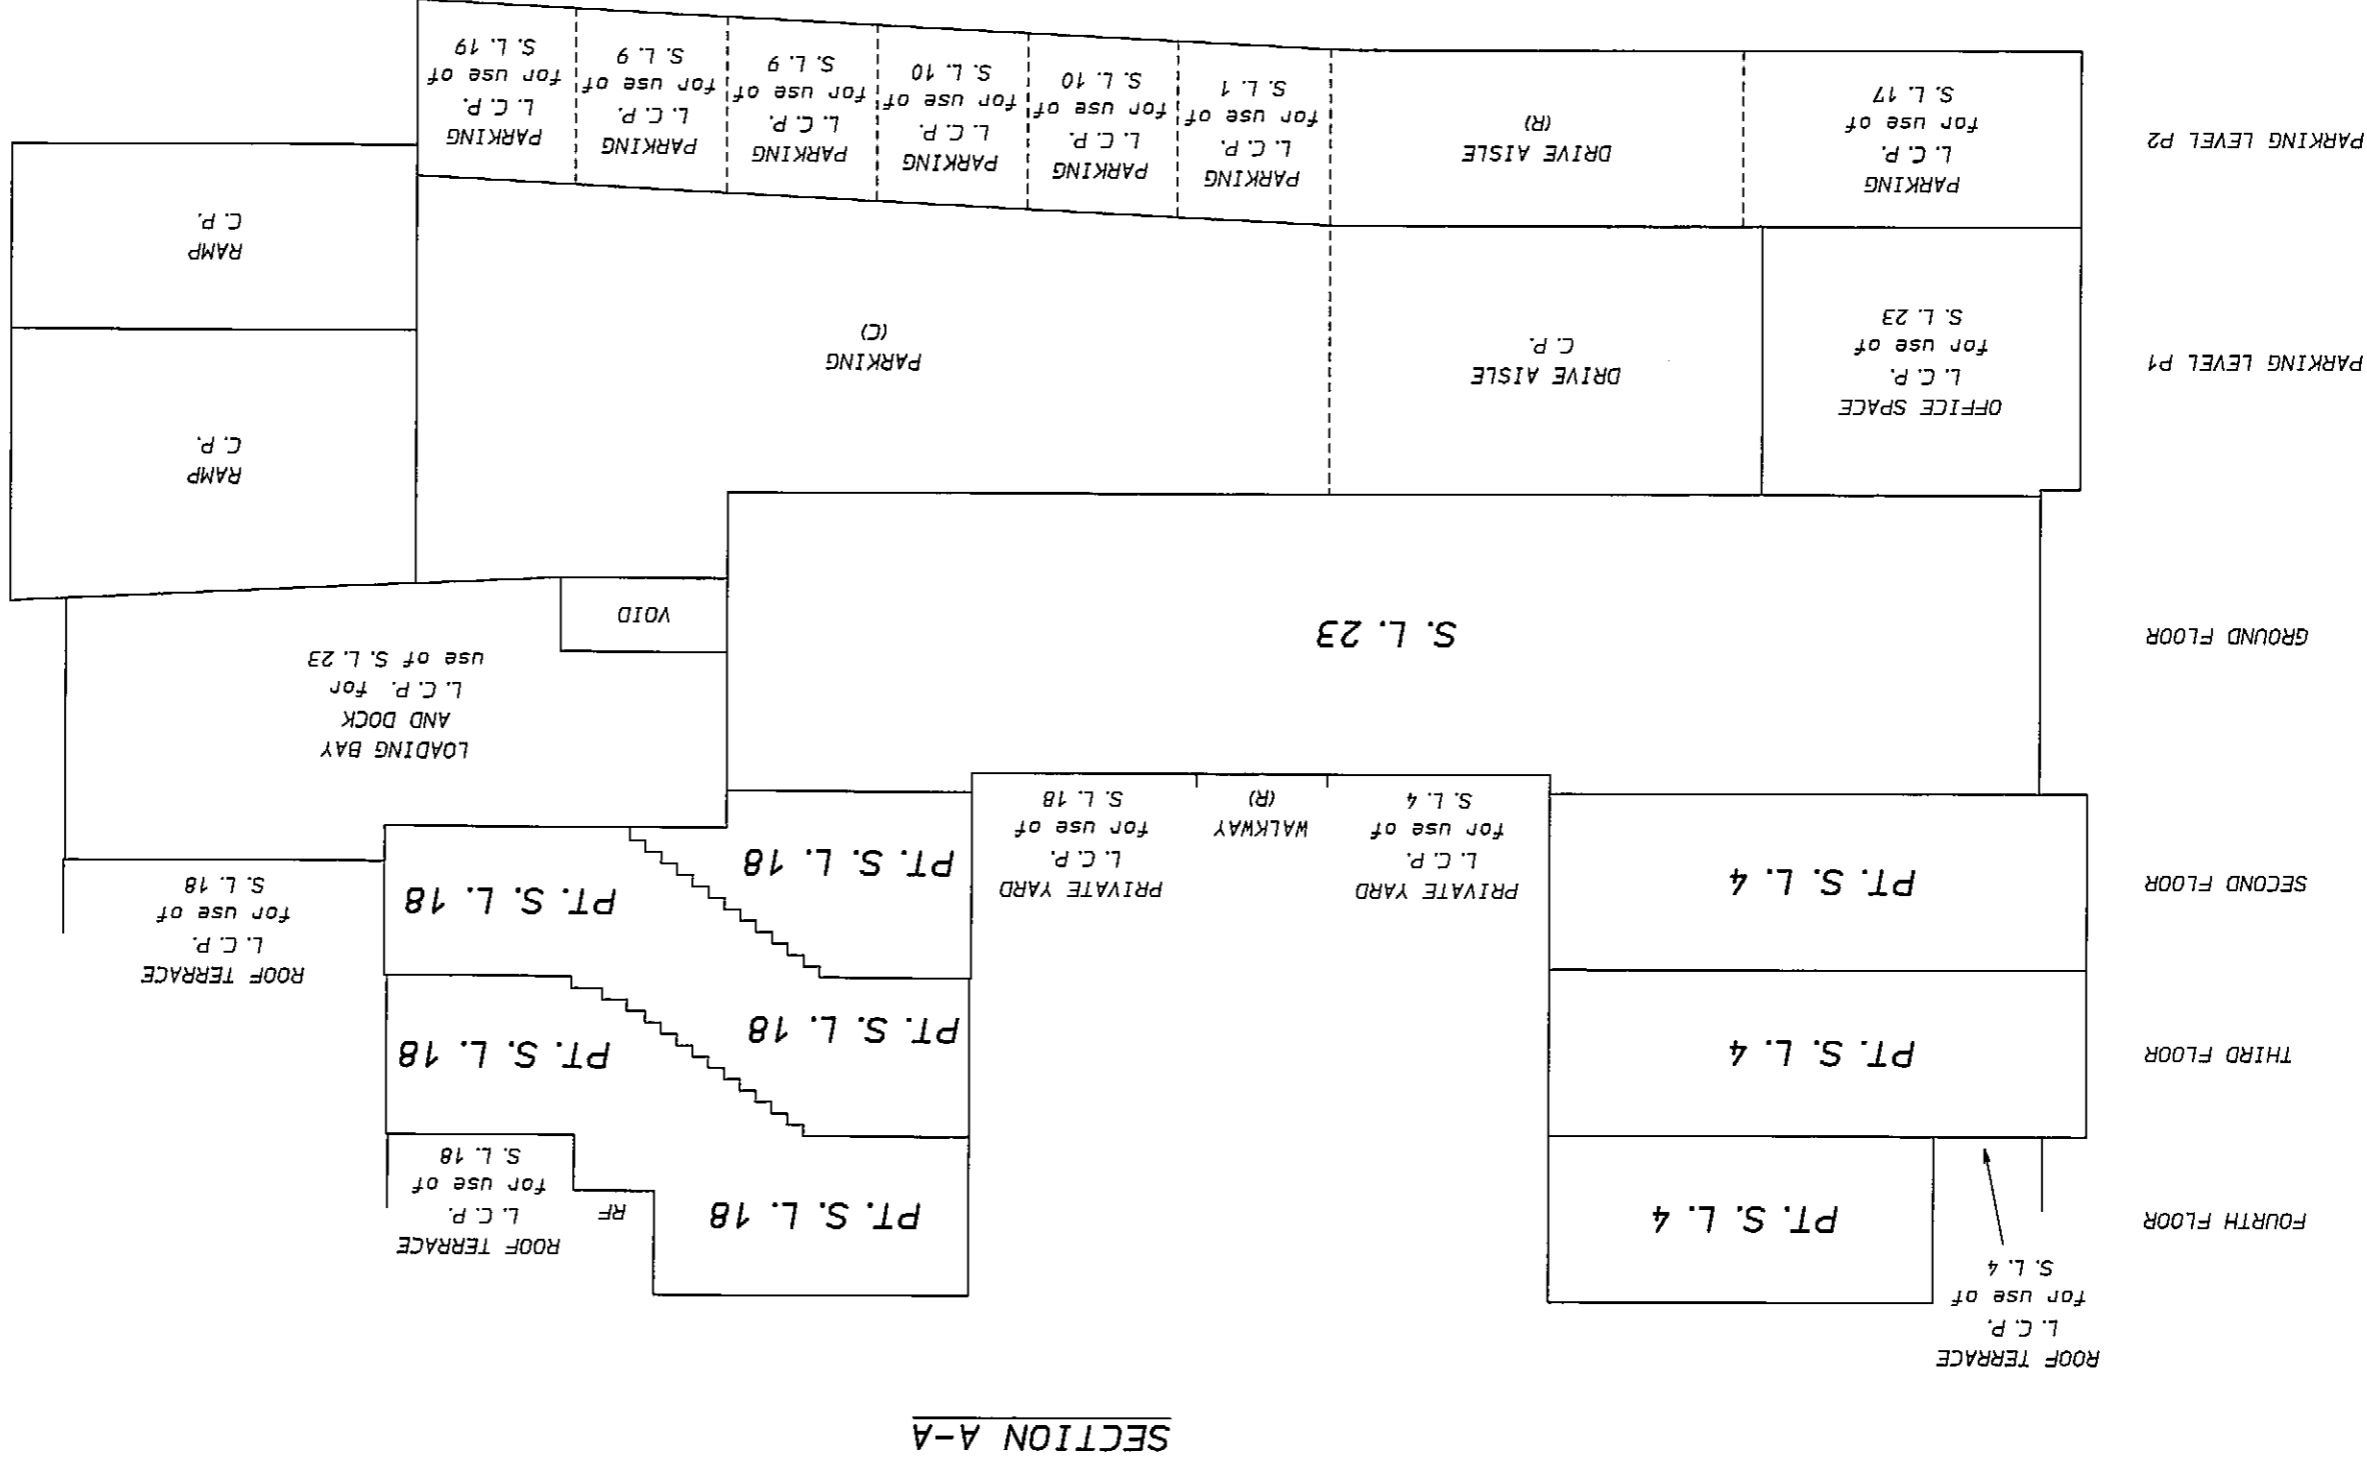 SECTION A-A
ROOF TERRACE
L. C. P.
for use of
S. L. 4
FOURTH FLOOR
PT. S. L. 4
PT. S. L. 18
RF
ROOF TERRACE
L. C. P.
for use of
S. L. 18
THIRD FLOOR
PT. S. L. 4
PT. S. L. 18
PT. S. L. 18
SECOND FLOOR
PT. S. L. 4
PRIVATE YARD
L. C. P.
for use of
S. L. 4
WALKWAY
(R)
PRIVATE YARD
L. C. P.
for use of
S. L. 18
PT. S. L. 18
PT. S. L. 18
ROOF TERRACE
L. C. P.
for use of
S. L. 18
GROUND FLOOR
S. L. 23
VOID
LOADING BAY
AND DOCK
L. C. P. for
use of S. L. 23
PARKING LEVEL P1
OFFICE SPACE
L. C. P.
for use of
S. L. 23
DRIVE AISLE
C. P.
PARKING
(C)
RAMP
C. P.
PARKING LEVEL P2
PARKING
L. C. P.
for use of
S. L. 17
DRIVE AISLE
(R)
PARKING
L. C. P.
for use of
S. L. 1
PARKING
L. C. P.
for use of
S. L. 10
PARKING
L. C. P.
for use of
S. L. 10
PARKING
L. C. P.
for use of
S. L. 9
PARKING
L. C. P.
for use of
S. L. 9
PARKING
L. C. P.
for use of
S. L. 19
RAMP
C. P.